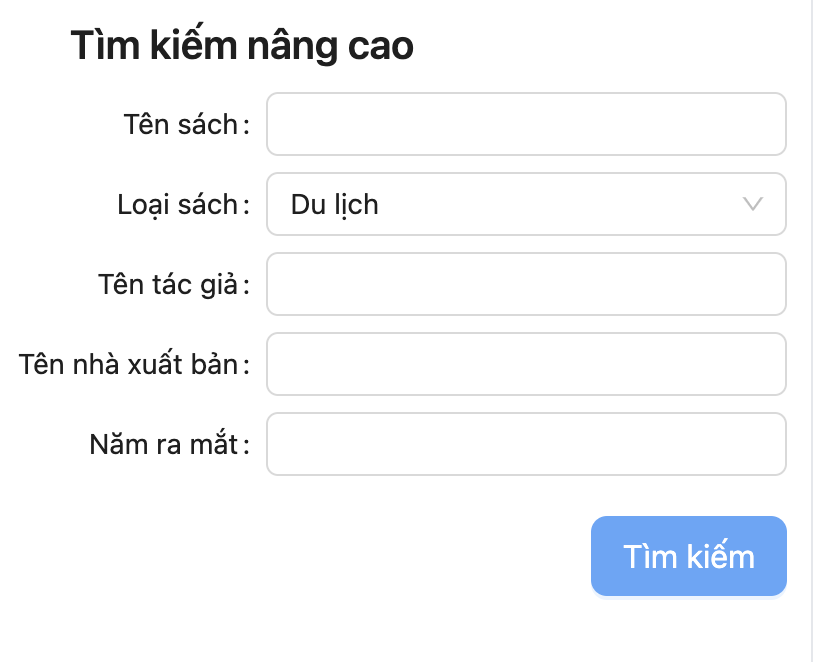 Tìm kiếm nâng cao
Tên sách:
Loại sách: Du lịch
Tên tác giả:
Tên nhà xuất bản:
Năm ra mắt:
Tìm kiếm